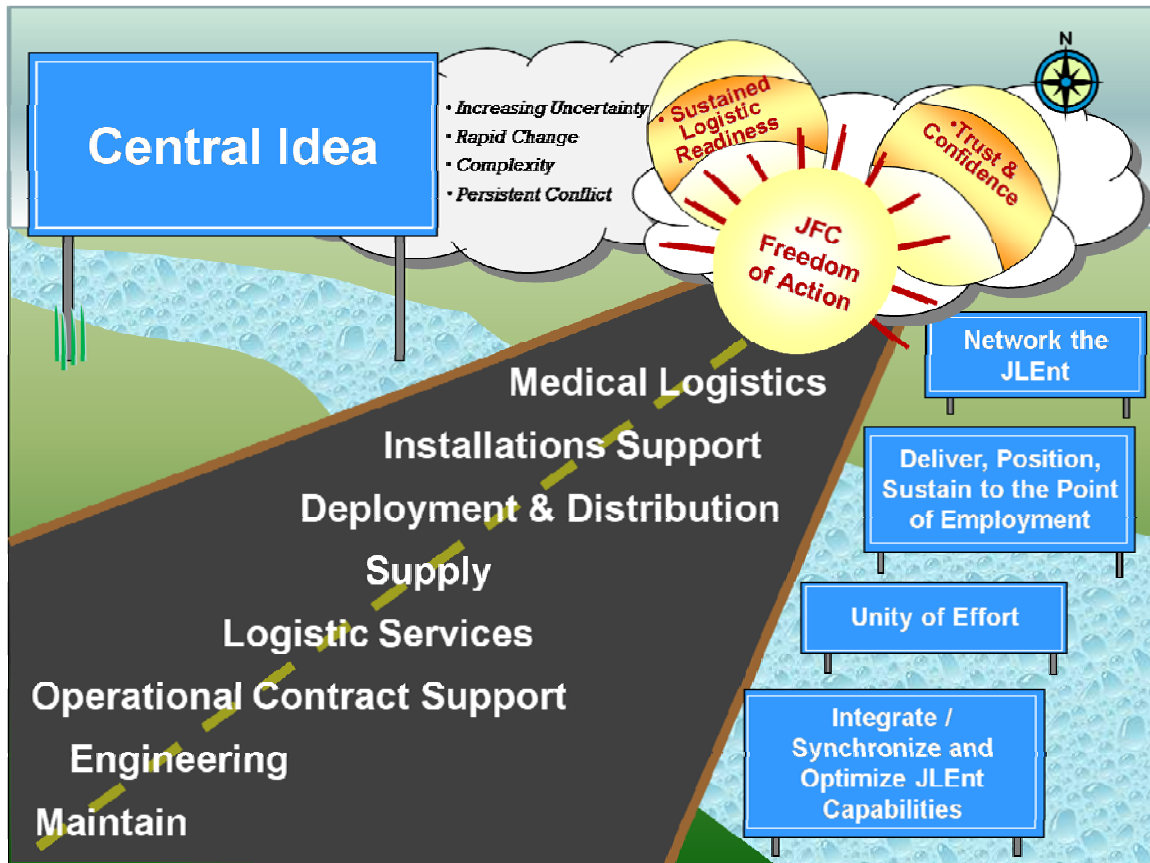 N
Central Idea
• Increasing Uncertainty
• Rapid Change
• Complexity
• Persistent Conflict
• Sustained
Logistic
Readiness
•Trust &
Confidence
JFC
Freedom
of Action
Network the
JLEnt
Medical Logistics
Installations Support
Deliver, Position,
Sustain to the Point
of Employment
Deployment & Distribution
Supply
Logistic Services
Unity of Effort
Operational Contract Support
Engineering
Maintain
Integrate /
Synchronize and
Optimize JLEnt
Capabilities